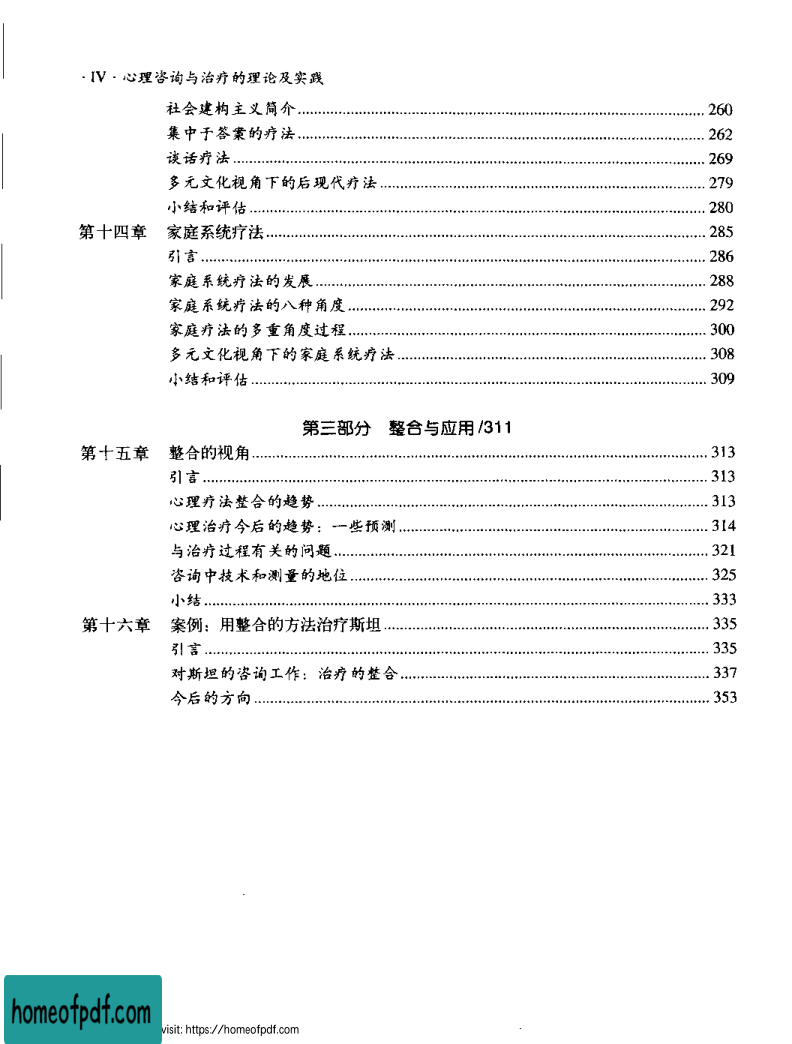 · IV · 心理咨询与治疗的理论及实践
社会建构主义简介 260
集中于答案的疗法 262
谈话疗法 269
多元文化视角下的后现代疗法 279
小结和评估 280
第十四章 家庭系统疗法 285
引言 286
家庭系统疗法的发展 288
家庭系统疗法的八种角度 292
家庭疗法的多重角度过程 300
多元文化视角下的家庭系统疗法 308
小结和评估 309
第三部分 整合与应用/311
第十五章 整合的视角 313
引言 313
心理疗法整合的趋势 313
心理治疗今后的趋势：一些预测 314
与治疗过程有关的问题 321
咨询中技术和测量的地位 325
小结 333
第十六章 案例：用整合的方法治疗斯坦 335
引言 335
对斯坦的咨询工作：治疗的整合 337
今后的方向 353
homeofpdf.com
visit: https://homeofpdf.com